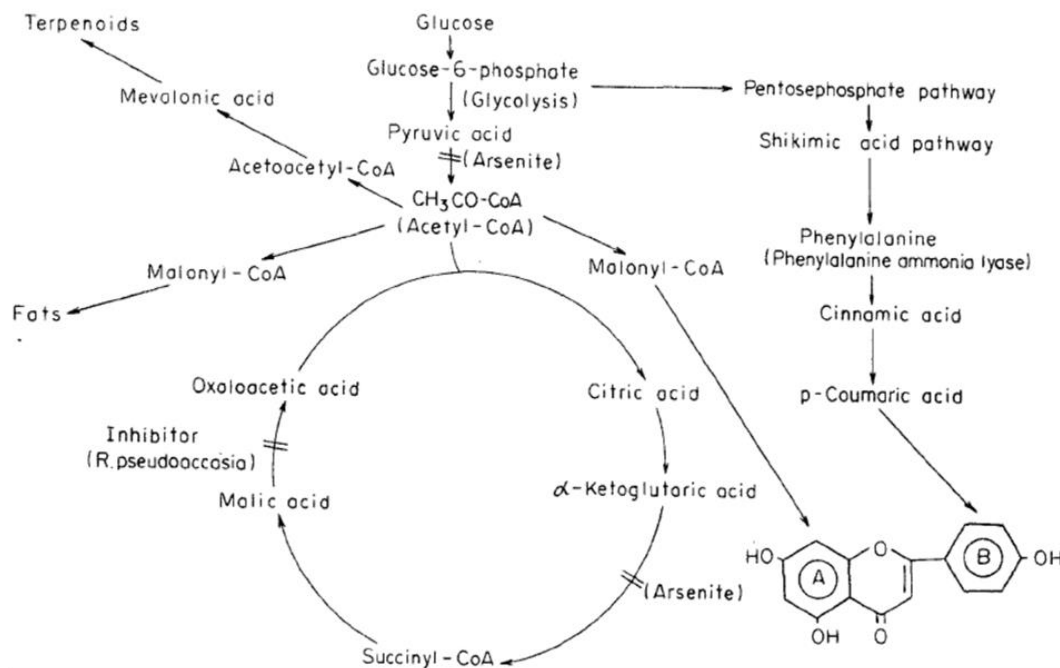 Terpenoids
Glucose
Glucose-6-phosphate
(Glycolysis)
Mevalonic acid
Pentosephosphate pathway
Pyruvic acid
Shikimic acid pathway
(Arsenite)
Acetoacetyl-CoA
CH₃CO-CoA
(Acetyl-CoA)
Phenylalanine
(Phenylalanine ammonia lyase)
Malonyl-CoA
Malonyl-CoA
Fats
Cinnamic acid
Oxaloacetic acid
Citric acid
p-Coumaric acid
Inhibitor
(R.pseudoaccasia)
Malic acid
α-Ketoglutaric acid
HO
O
A
B
OH
(Arsenite)
OH
O
Succinyl-CoA